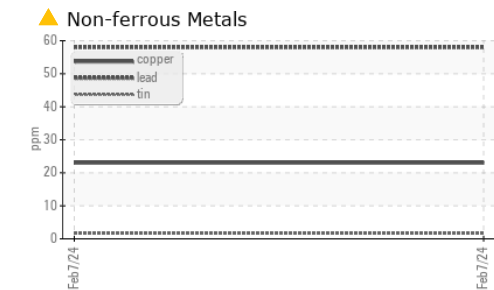 Non-ferrous Metals
60
50
40
30
20
10
0
ppm
copper
lead
tin
Feb7/24
Feb7/24